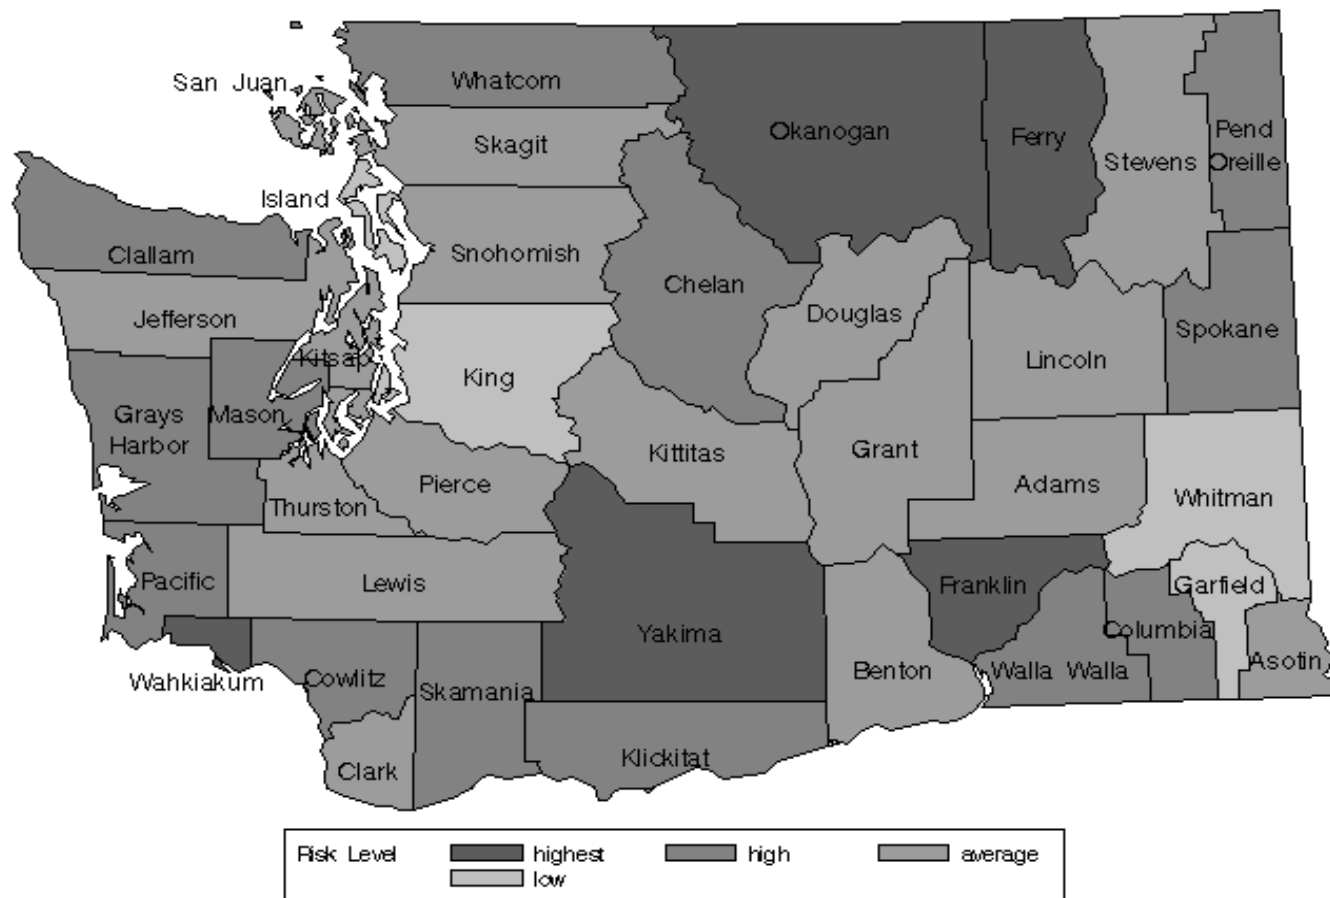 Whatcom
San Juan
Okanogan
Ferry
Pend
Oreille
Skagit
Stevens
Island
Clallam
Snohomish
Chelan
Jefferson
Douglas
Spokane
Kitsap
King
Lincoln
Grays
Harbor
Mason
Kittitas
Grant
Pierce
Adams
Whitman
Thurston
Pacific
Lewis
Franklin
Garfield
Yakima
Columbia
Wahkiakum
Cowlitz
Skamania
Benton
Walla Walla
Asotin
Clark
Klickitat
Risk Level highest high average
low